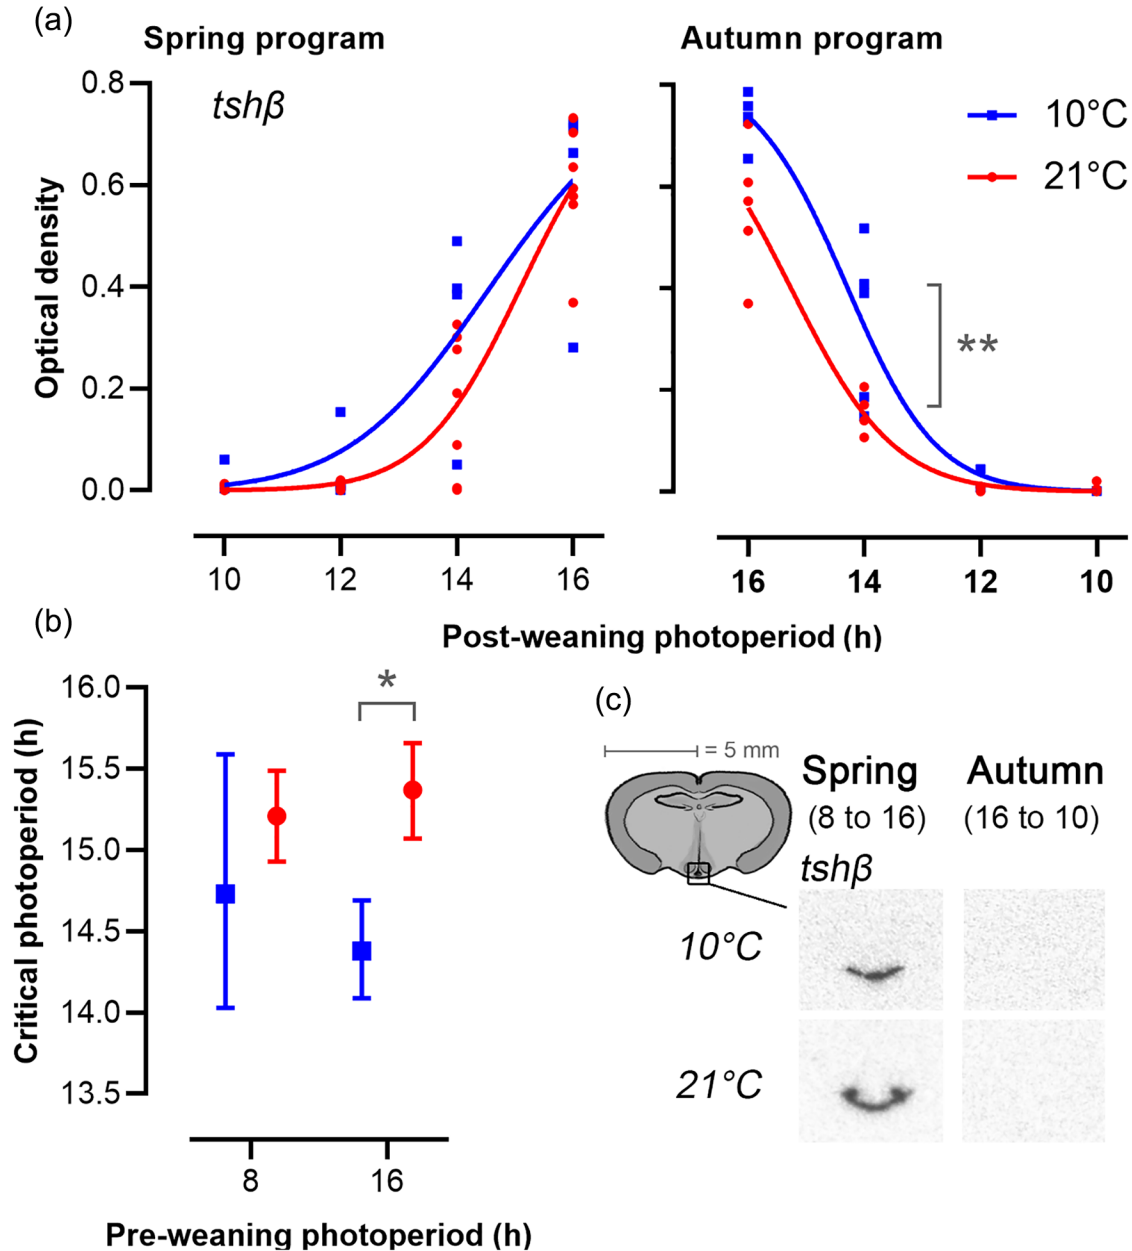 (a)
Spring program
Autumn program
tshβ
10°C
21°C
Optical density
0.8
0.6
0.4
0.2
0.0
**
10 12 14 16
16 14 12 10
Post-weaning photoperiod (h)
(b)
Critical photoperiod (h)
16.0
15.5
15.0
14.5
14.0
13.5
*
8 16
Pre-weaning photoperiod (h)
(c)
= 5 mm
Spring Autumn
(8 to 16) (16 to 10)
tshβ
10°C
21°C